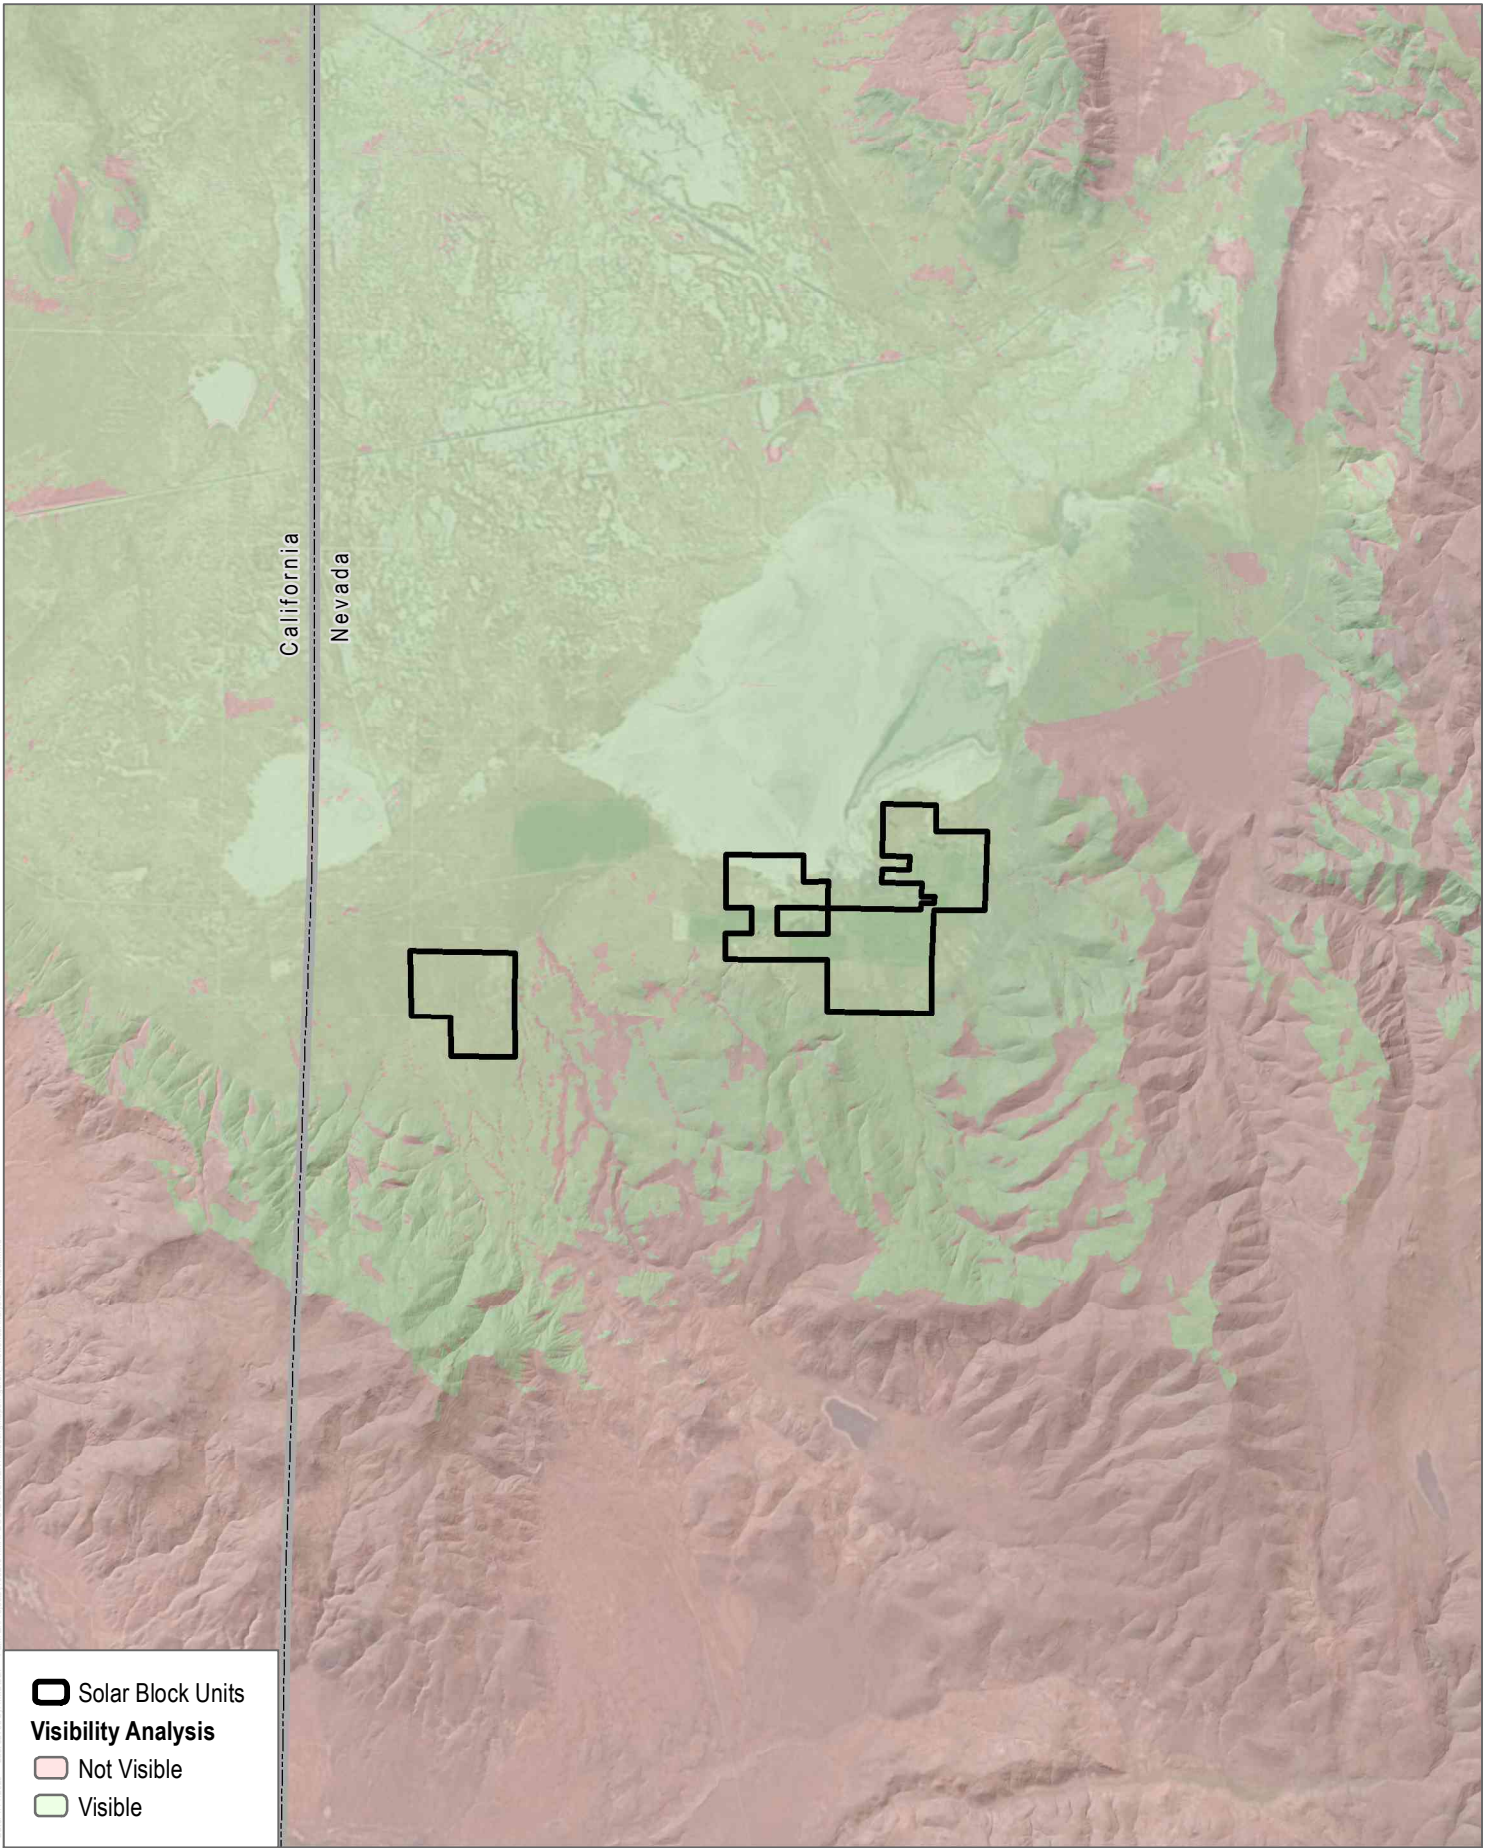 California
Nevada
Solar Block Units
Visibility Analysis
Not Visible
Visible